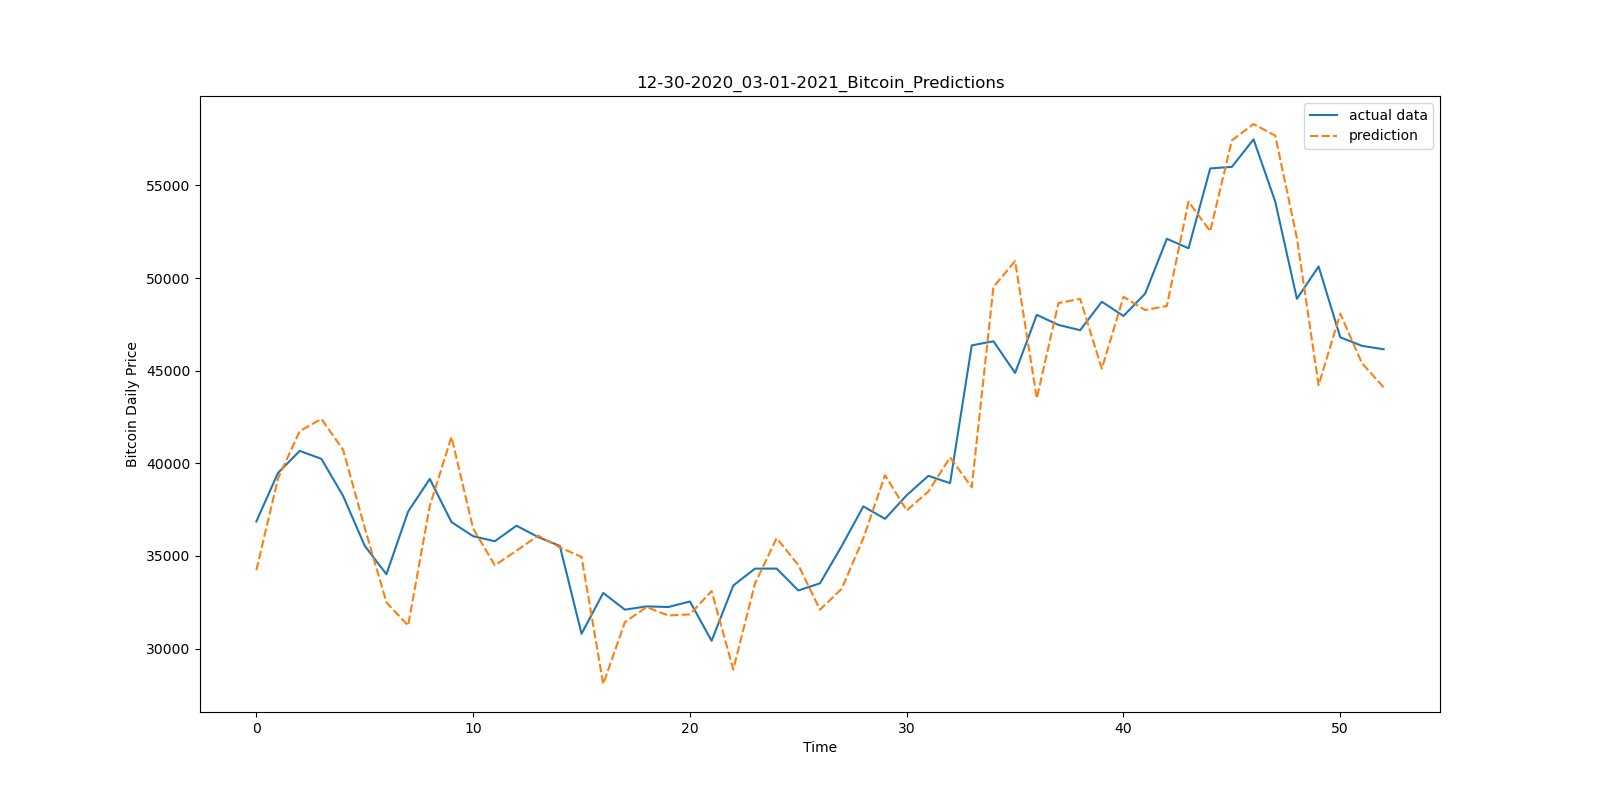 12-30-2020_03-01-2021_Bitcoin_Predictions
actual data
prediction
55000
50000
45000
40000
35000
30000
Bitcoin Daily Price
0 10 20 30 40 50
Time